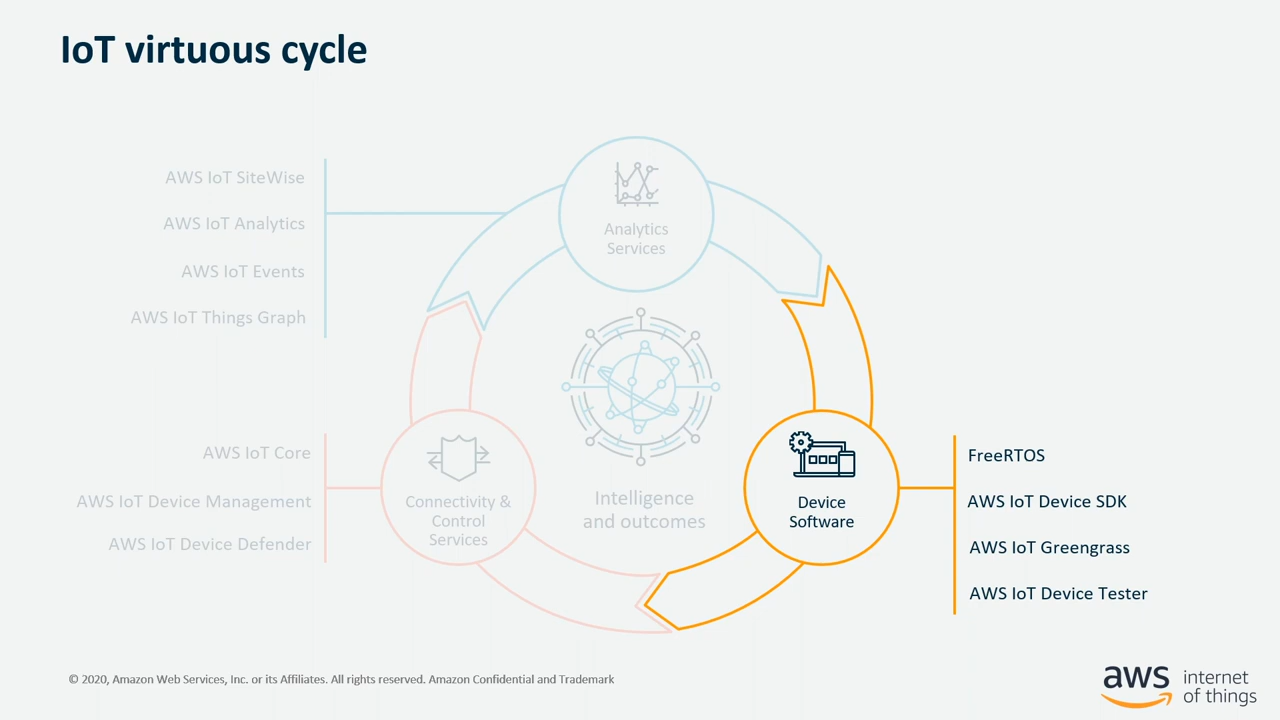 IoT virtuous cycle
AWS IoT SiteWise
AWS IoT Analytics
AWS IoT Events
AWS IoT Things Graph
Analytics
Services
AWS IoT Core
AWS IoT Device Management
AWS IoT Device Defender
Connectivity &
Control
Services
Intelligence
and outcomes
Device
Software
FreeRTOS
AWS IoT Device SDK
AWS IoT Greengrass
AWS IoT Device Tester
© 2020, Amazon Web Services, Inc. or its Affiliates. All rights reserved. Amazon Confidential and Trademark
aws
internet
of things